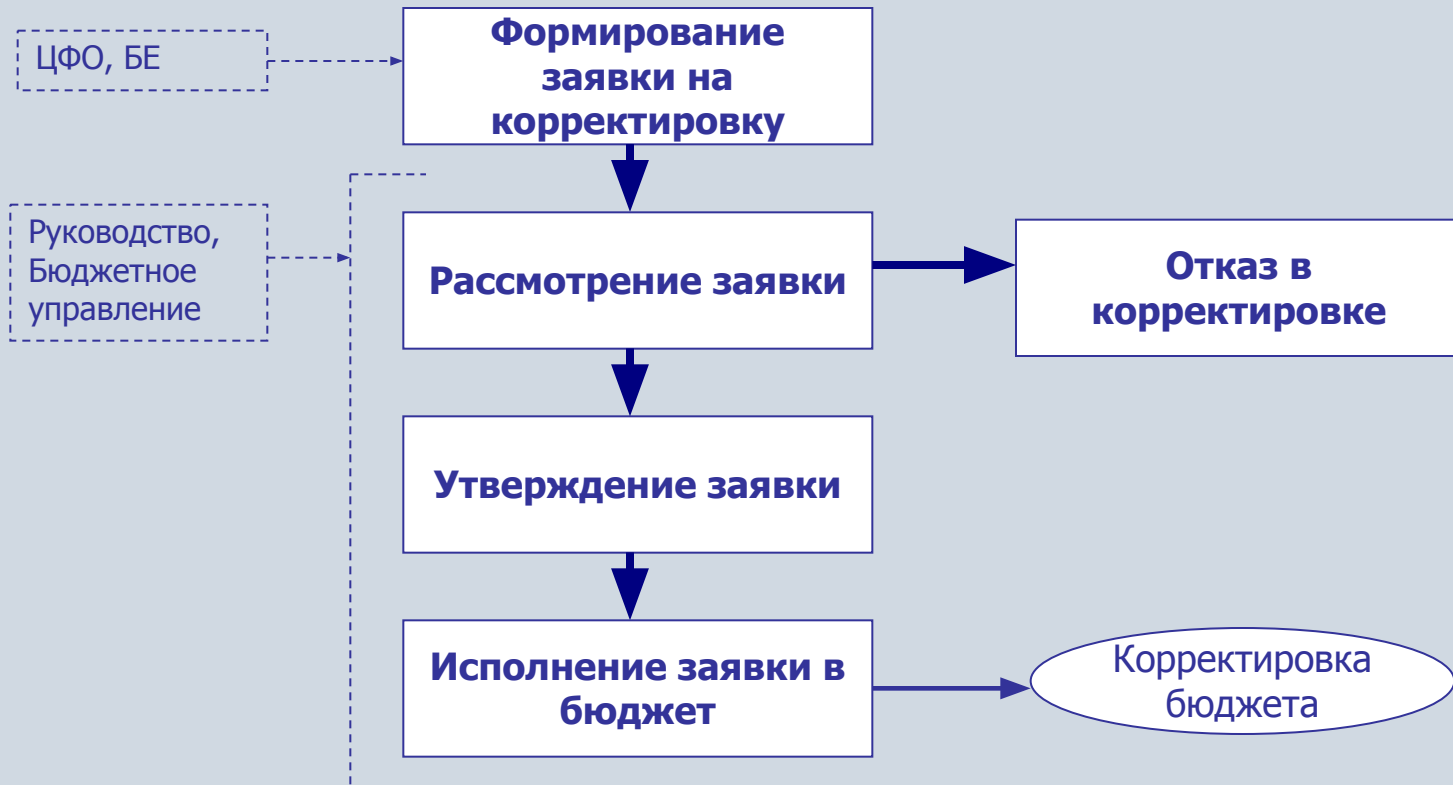 ЦФО, БЕ
Формирование
заявки на
корректировку
Руководство,
Бюджетное
управление
Рассмотрение заявки
Отказ в
корректировке
Утверждение заявки
Исполнение заявки в
бюджет
Корректировка
бюджета